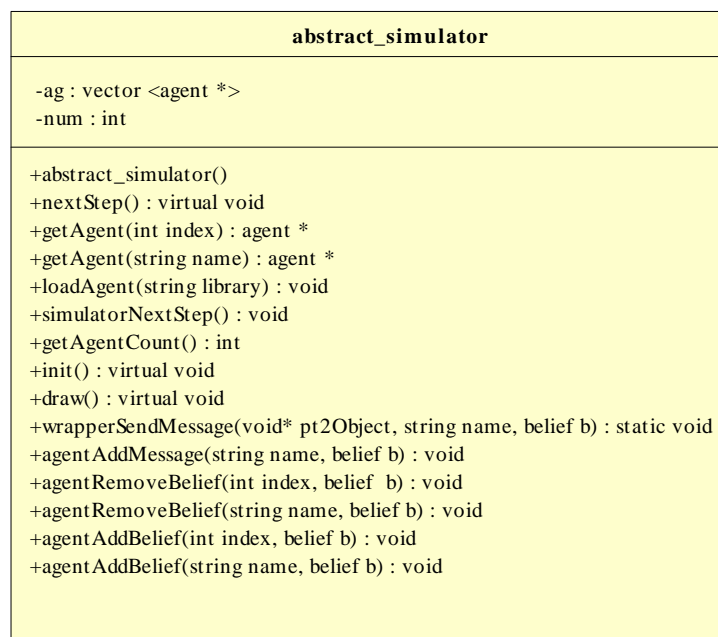 abstract_simulator
-ag : vector <agent *>
-num : int
+abstract_simulator()
+nextStep() : virtual void
+getAgent(int index) : agent *
+getAgent(string name) : agent *
+loadAgent(string library) : void
+simulatorNextStep() : void
+getAgentCount() : int
+init() : virtual void
+draw() : virtual void
+wrapperSendMessage(void* pt2Object, string name, belief b) : static void
+agentAddMessage(string name, belief b) : void
+agentRemoveBelief(int index, belief b) : void
+agentRemoveBelief(string name, belief b) : void
+agentAddBelief(int index, belief b) : void
+agentAddBelief(string name, belief b) : void